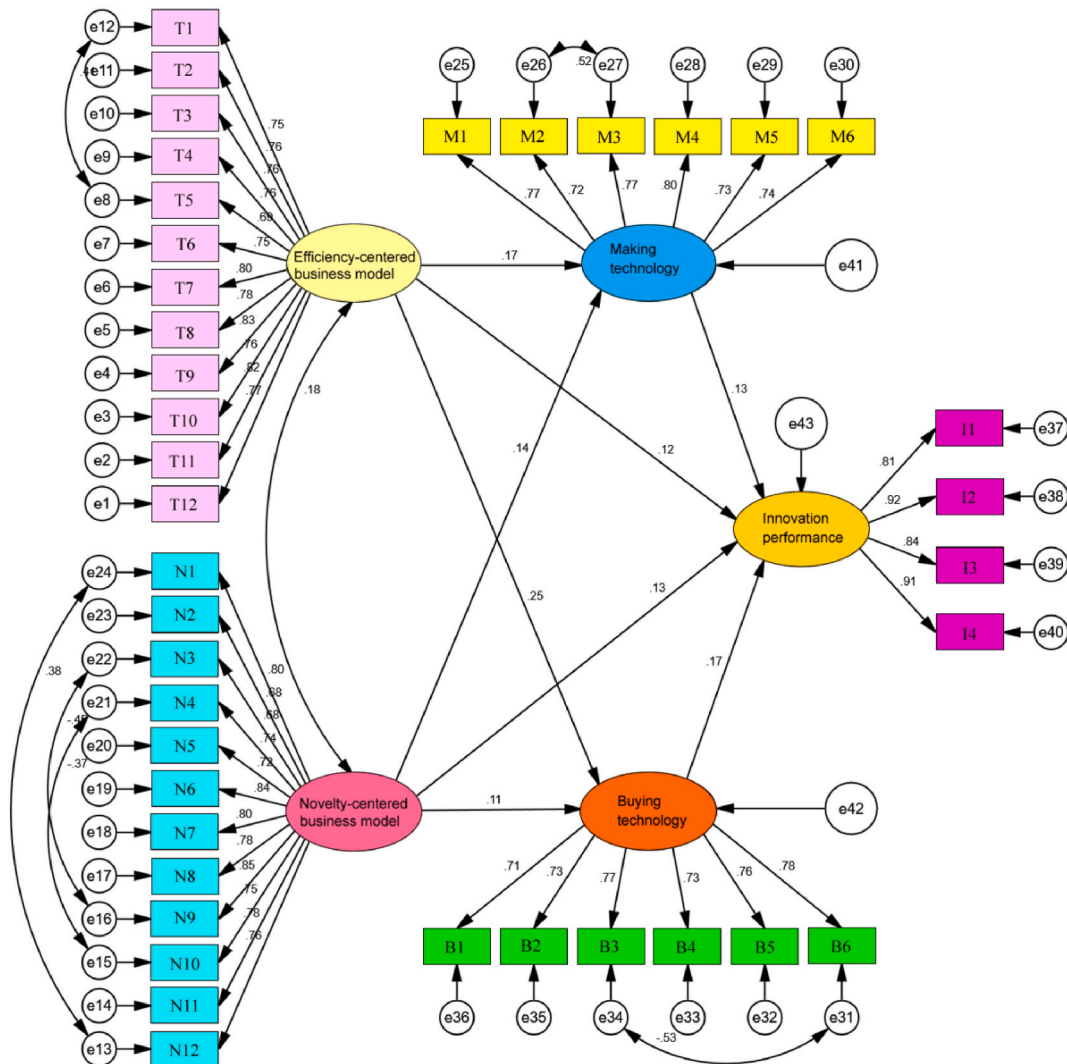 e12
T1
e11
T2
e10
T3
e9
T4
e8
T5
e7
T6
e6
T7
e5
T8
e4
T9
e3
T10
e2
T11
e1
T12
.75
.76
.76
.76
.69
.75
.80
.78
.83
.76
.82
.77
Efficiency-centered
business model
e25
e26
.52
e27
e28
e29
e30
M1
M2
M3
M4
M5
M6
.77
.72
.77
.80
.73
.74
Making
technology
e41
.17
.18
.14
.12
.13
.25
.13
.17
.11
e43
Innovation
performance
.81
.92
.84
.91
I1
e37
I2
e38
I3
e39
I4
e40
e24
N1
e23
N2
e22
N3
e21
N4
e20
N5
e19
N6
e18
N7
e17
N8
e16
N9
e15
N10
e14
N11
e13
N12
.38
-.45
-.37
.80
.68
.68
.74
.72
.84
.80
.78
.85
.75
.78
.76
Novelty-centered
business model
Buying
technology
e42
.71
.73
.77
.73
.76
.78
B1
B2
B3
B4
B5
B6
e36
e35
e34
e33
e32
e31
-.53